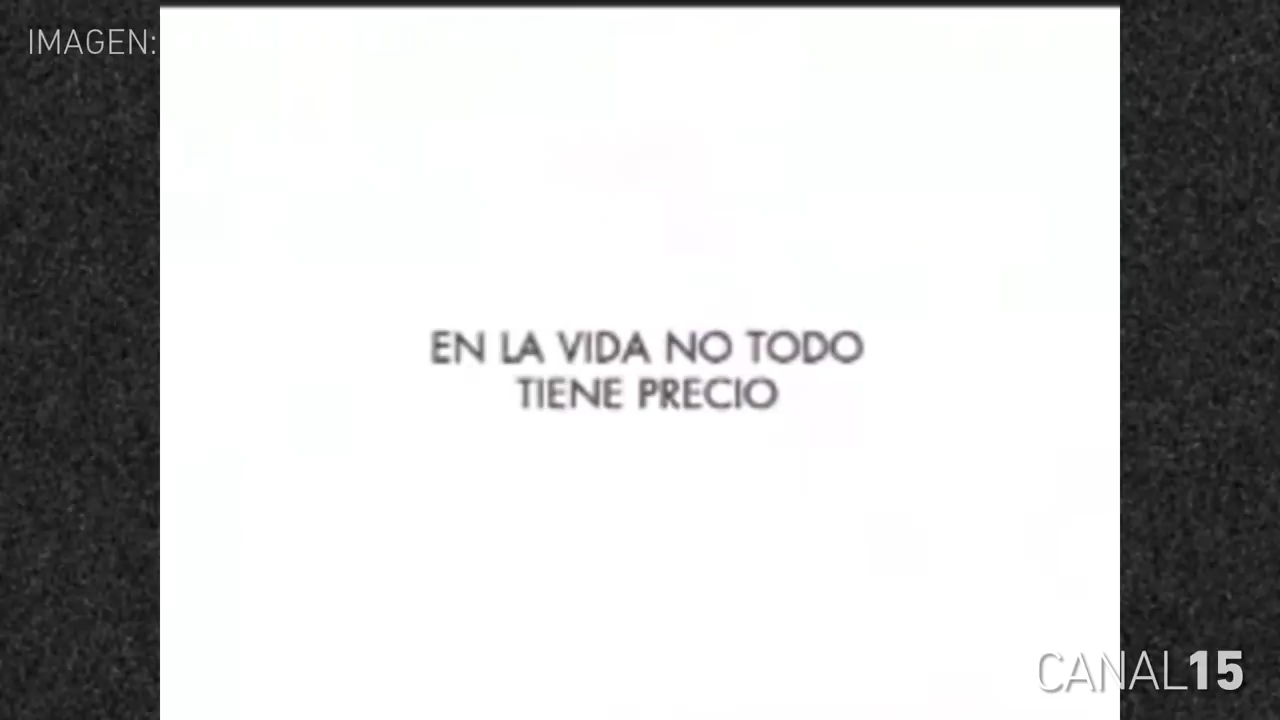 IMAGEN:
EN LA VIDA NO TODO
TIENE PRECIO
CANAL15